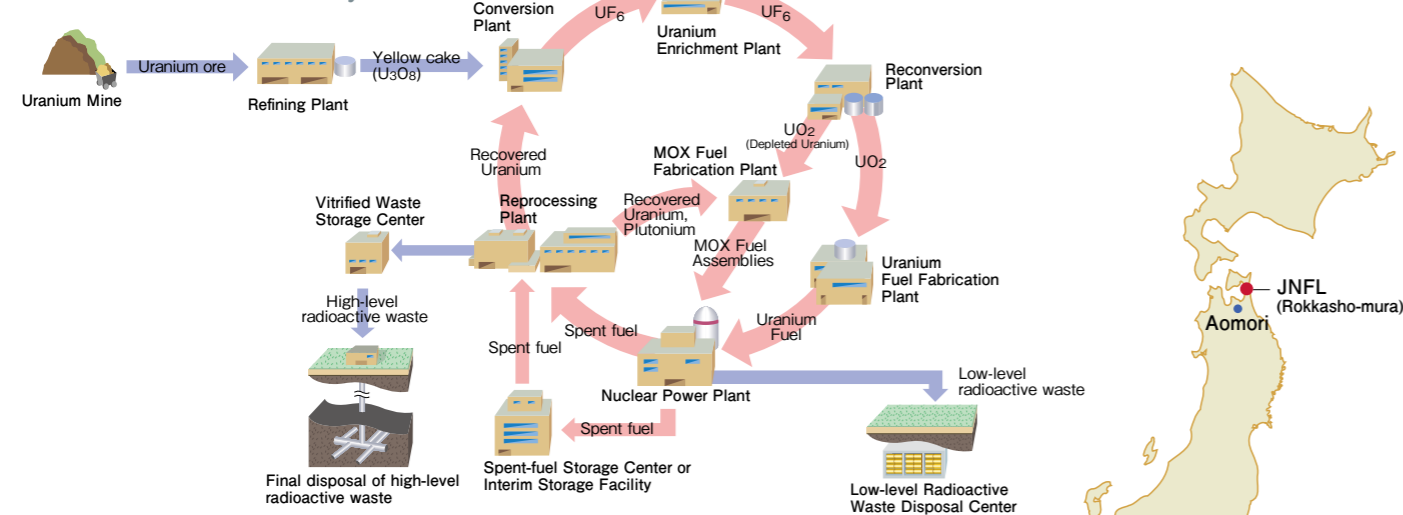 Conversion
Plant
UF6
UF6
Uranium
Enrichment Plant
Uranium ore
Yellow cake
(U3O8)
Uranium Mine
Refining Plant
Reconversion
Plant
UO2
(Depleted Uranium)
UO2
MOX Fuel
Fabrication Plant
Recovered
Uranium
Vitrified Waste
Storage Center
Reprocessing
Plant
Recovered
Uranium,
Plutonium
MOX Fuel
Assemblies
Uranium
Fuel Fabrication
Plant
High-level
radioactive waste
Spent fuel
Spent fuel
Uranium
Fuel
Nuclear Power Plant
Low-level
radioactive waste
Spent fuel
Spent-fuel Storage Center or
Interim Storage Facility
Final disposal of high-level
radioactive waste
Low-level Radioactive
Waste Disposal Center
JNFL
(Rokkasho-mura)
Aomori